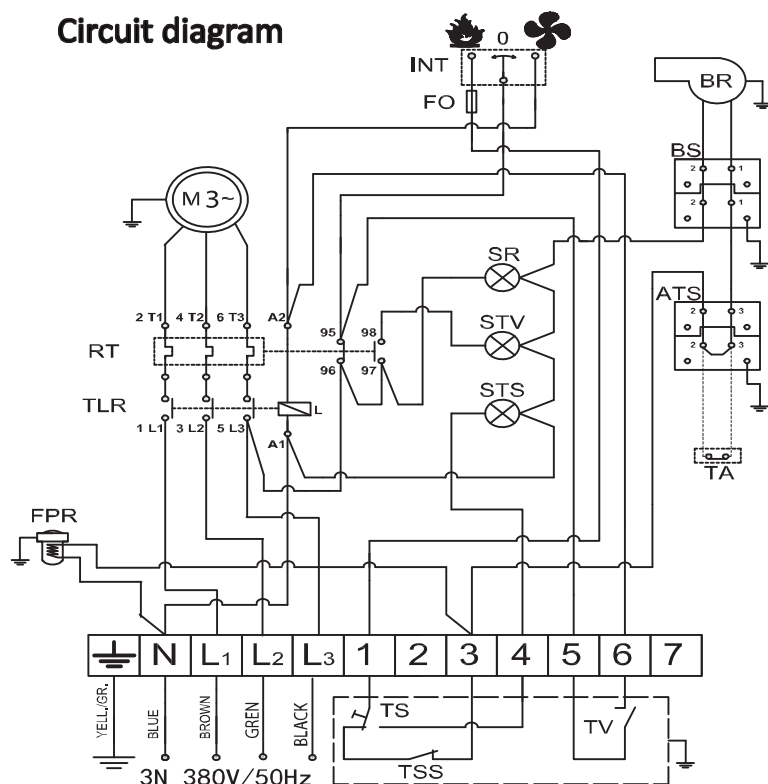 Circuit diagram
0
INT
FO
BR
BS
2 1
2 1
M 3~
SR
ATS
2 3
2 3
2 T1 4 T2 6 T3 A2 95 98
STV
RT
96 97
STS
TLR
L
1 L1 3 L2 5 L3 A1
TA
FPR
N L1 L2 L3 1 2 3 4 5 6 7
YELL./GR.
BLUE
BROWN
GREN
BLACK
TS
TV
TSS
3N 380V/50Hz